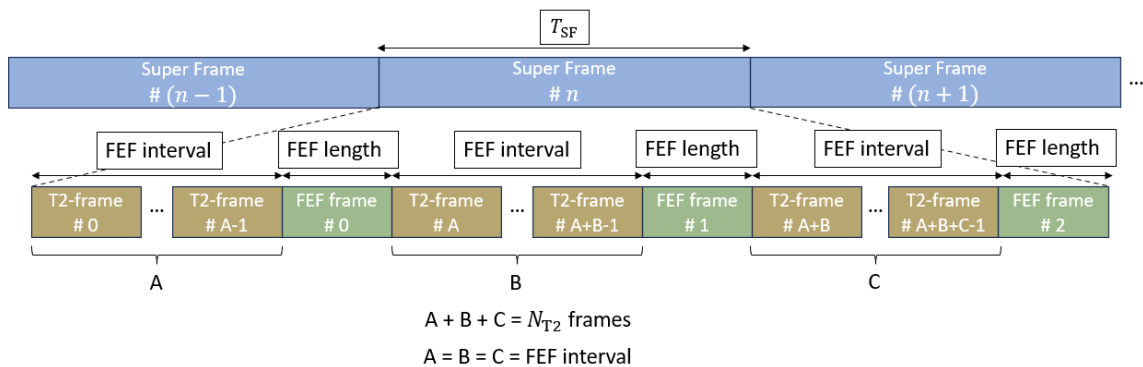 T_SF
Super Frame
# (n − 1)
Super Frame
# n
Super Frame
# (n + 1)
...
FEF interval
FEF length
FEF interval
FEF length
FEF interval
FEF length
T2-frame
# 0
...
T2-frame
# A-1
FEF frame
# 0
T2-frame
# A
...
T2-frame
# A+B-1
FEF frame
# 1
T2-frame
# A+B
...
T2-frame
# A+B+C-1
FEF frame
# 2
A
B
C
A + B + C = N_T2 frames
A = B = C = FEF interval